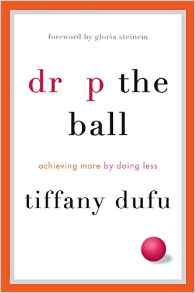 foreword by gloria steinem
dr p the
ball
achieving more by doing less
tiffany dufu